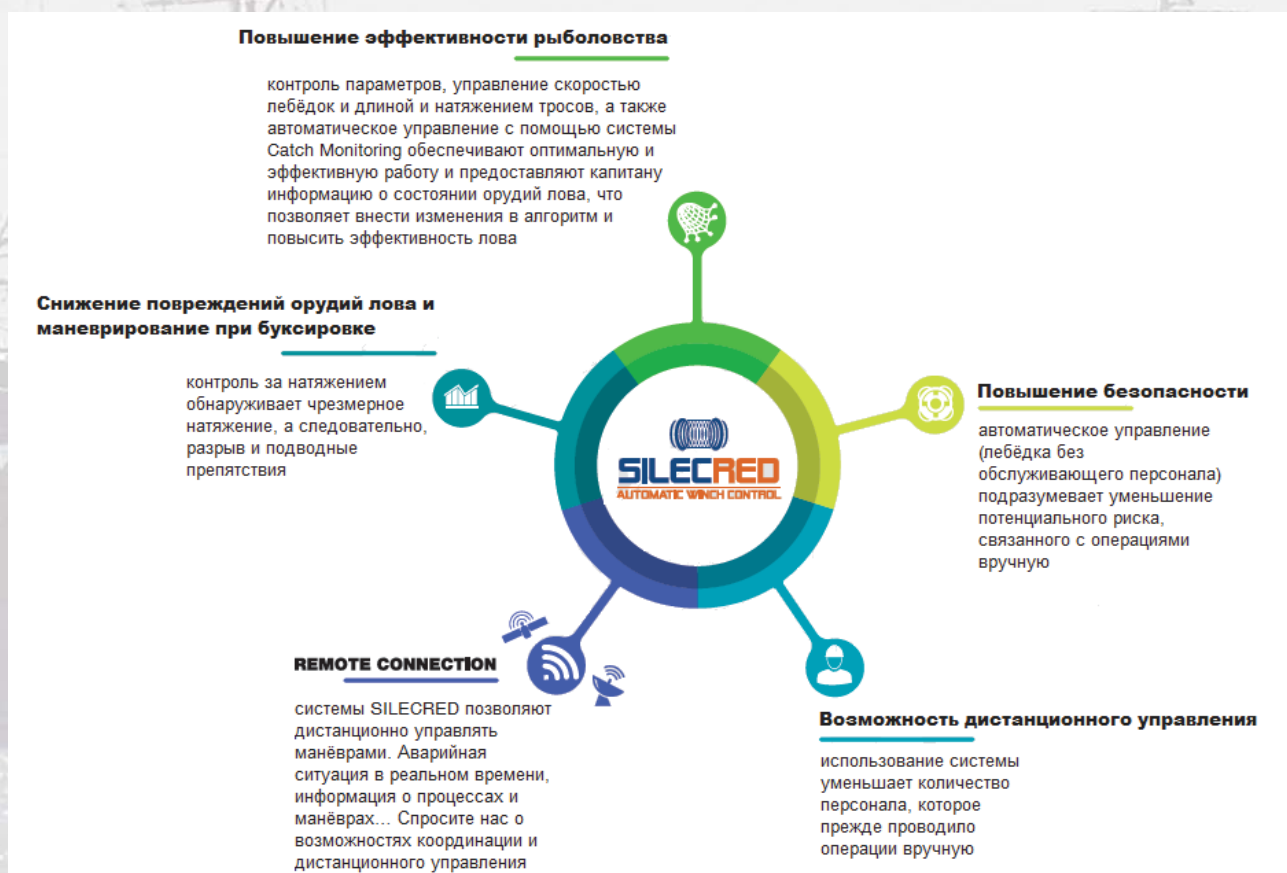 Повышение эффективности рыболовства
контроль параметров, управление скоростью
лебёдок и длиной и натяжением тросов, а также
автоматическое управление с помощью системы
Catch Monitoring обеспечивают оптимальную и
эффективную работу и предоставляют капитану
информацию о состоянии орудий лова, что
позволяет внести изменения в алгоритм и
повысить эффективность лова
Снижение повреждений орудий лова и
маневрирование при буксировке
контроль за натяжением
обнаруживает чрезмерное
натяжение, а следовательно,
разрыв и подводные
препятствия
SILECRED
AUTOMATIC WINCH CONTROL
Повышение безопасности
автоматическое управление
(лебёдка без
обслуживающего персонала)
подразумевает уменьшение
потенциального риска,
связанного с операциями
вручную
REMOTE CONNECTION
системы SILECRED позволяют
дистанционно управлять
манёврами. Аварийная
ситуация в реальном времени,
информация о процессах и
манёврах... Спросите нас о
возможностях координации и
дистанционного управления
Возможность дистанционного управления
использование системы
уменьшает количество
персонала, которое
прежде проводило
операции вручную